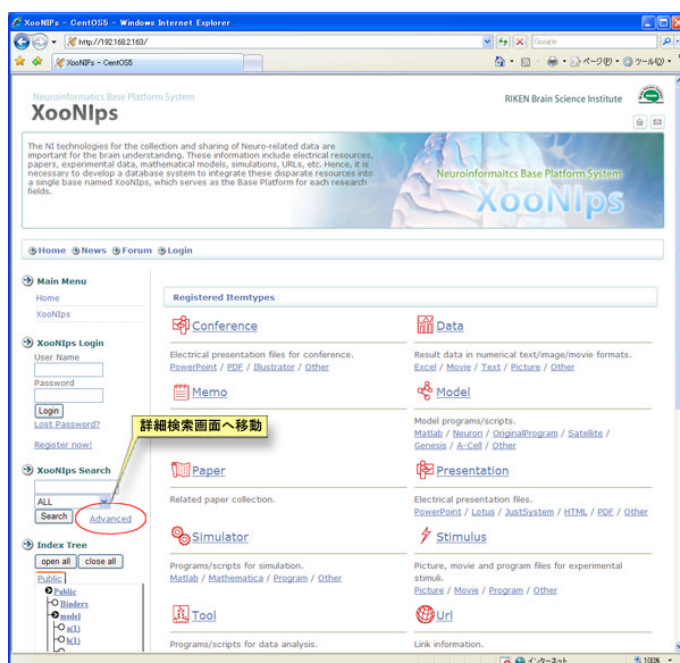 XooNIPs - CentOS5 - Windows Internet Explorer
http://192.168.2.163/
Google
XooNIPs - CentOS5
ページ(P)
ツール(O)
Neuroinformatics Base Platform System
XooNIps
RIKEN Brain Science Institute
The NI technologies for the collection and sharing of Neuro-related data are
important for the brain understanding. These information include electrical resources,
papers, experimental data, mathematical models, simulations, URLs, etc. Hence, it is
necessary to develop a database system to integrate these disparate resources into
a single base named XooNIps, which serves as the Base Platform for each research
fields.
Neuroinformaitcs Base Platform System
XooNIps
Home News Forum Login
Main Menu
Home
XooNIps
XooNIps Login
User Name
Password
Login
Lost Password?
Register now!
詳細検索画面へ移動
XooNIps Search
ALL
Search
Advanced
Index Tree
open all
close all
Public
Public
Binders
model
a(1)
b(1)
Registered Itemtypes
Conference
Electrical presentation files for conference.
PowerPoint / PDF / Illustrator / Other
Data
Result data in numerical text/image/movie formats.
Excel / Movie / Text / Picture / Other
Memo
Model
Model programs/scripts.
Matlab / Neuron / OriginalProgram / Satellite /
Genesis / A-Cell / Other
Paper
Related paper collection.
Presentation
Electrical presentation files.
PowerPoint / Lotus / JustSystem / HTML / PDF / Other
Simulator
Programs/scripts for simulation.
Matlab / Mathematica / Program / Other
Stimulus
Picture, movie and program files for experimental
stimuli.
Picture / Movie / Program / Other
Tool
Programs/scripts for data analysis.
Url
Link information.
インターネット
100%